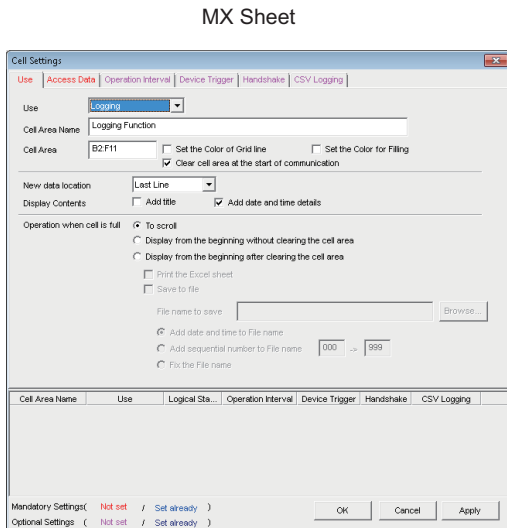 MX Sheet
Cell Settings
Use Access Data Operation Interval Device Trigger Handshake CSV Logging
Use Logging
Cell Area Name Logging Function
Cell Area B2:F11 Set the Color of Grid line Set the Color for Filling
Clear cell area at the start of communication
New data location Last Line
Display Contents Add title Add date and time details
Operation when cell is full To scroll
Display from the beginning without clearing the cell area
Display from the beginning after clearing the cell area
Print the Excel sheet
Save to file
File name to save Browse...
Add date and time to File name
Add sequential number to File name 000 -> 999
Fix the File name
Cell Area Name Use Logical Sta... Operation Interval Device Trigger Handshake CSV Logging
Mandatory Settings( Not set / Set already )
Optional Settings ( Not set / Set already )
OK Cancel Apply